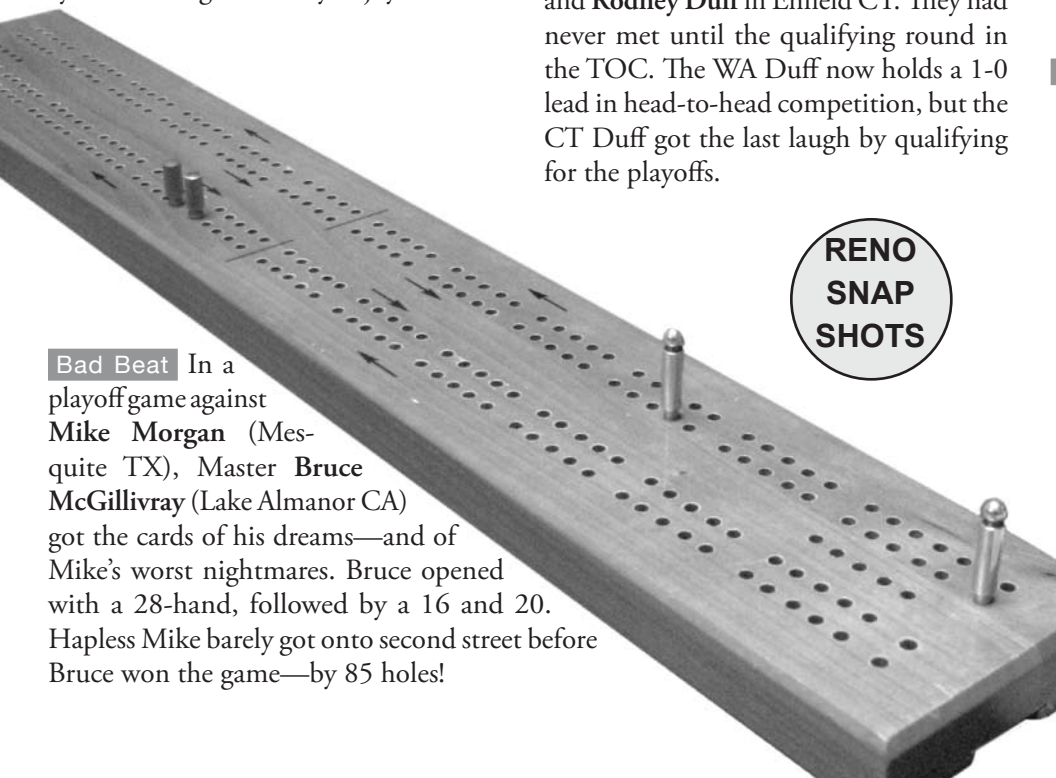 and Rodney Duff in Enfield CT. They had
never met until the qualifying round in
the TOC. The WA Duff now holds a 1-0
lead in head-to-head competition, but the
CT Duff got the last laugh by qualifying
for the playoffs.
RENO
SNAP
SHOTS
Bad Beat In a
playoff game against
Mike Morgan (Mes-
quite TX), Master Bruce
McGillivray (Lake Almanor CA)
got the cards of his dreams—and of
Mike's worst nightmares. Bruce opened
with a 28-hand, followed by a 16 and 20.
Hapless Mike barely got onto second street before
Bruce won the game—by 85 holes!